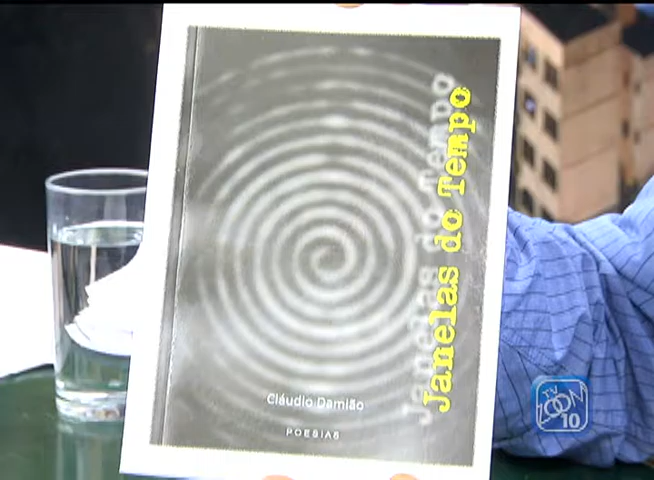 Janelas do Tempo
Janelas do Tempo
Cláudio Damião
POESIAS
TV
ZOOM
10